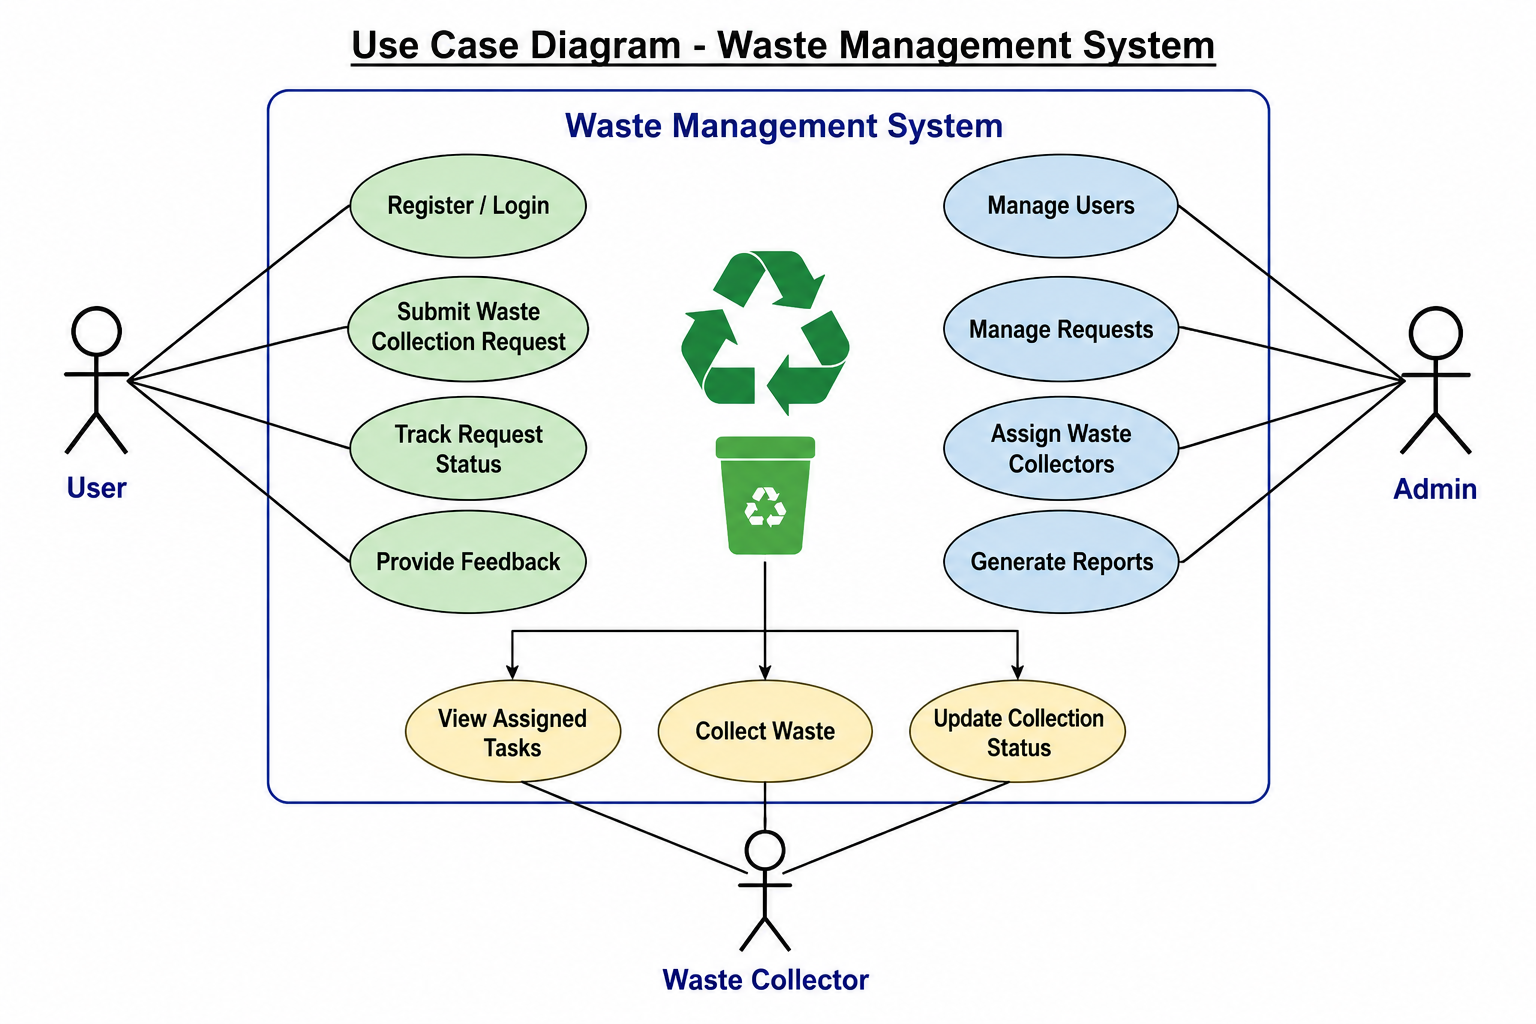 Use Case Diagram - Waste Management System
Waste Management System
Register / Login
Submit Waste
Collection Request
Track Request
Status
Provide Feedback
Manage Users
Manage Requests
Assign Waste
Collectors
Generate Reports
User
Admin
View Assigned
Tasks
Collect Waste
Update Collection
Status
Waste Collector